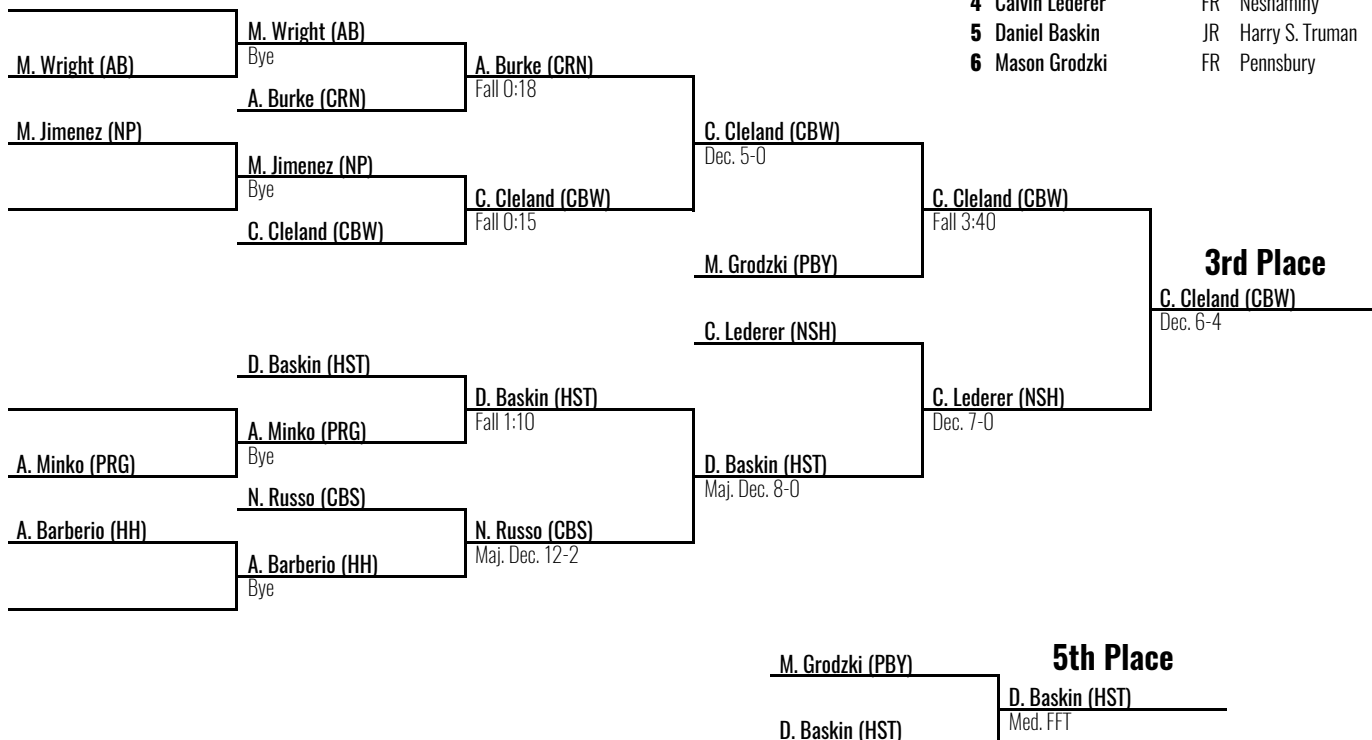 4 Calvin Lederer FR Neshaminy
5 Daniel Baskin JR Harry S. Truman
6 Mason Grodzki FR Pennsbury
M. Wright (AB)
M. Wright (AB)
Bye
A. Burke (CRN)
A. Burke (CRN)
Fall 0:18
M. Jimenez (NP)
M. Jimenez (NP)
Bye
C. Cleland (CBW)
C. Cleland (CBW)
Fall 0:15
C. Cleland (CBW)
Dec. 5-0
M. Grodzki (PBY)
C. Cleland (CBW)
Fall 3:40
3rd Place
C. Cleland (CBW)
Dec. 6-4
C. Lederer (NSH)
C. Lederer (NSH)
Dec. 7-0
D. Baskin (HST)
D. Baskin (HST)
Fall 1:10
A. Minko (PRG)
A. Minko (PRG)
Bye
D. Baskin (HST)
Maj. Dec. 8-0
N. Russo (CBS)
N. Russo (CBS)
Maj. Dec. 12-2
A. Barberio (HH)
A. Barberio (HH)
Bye
5th Place
M. Grodzki (PBY)
D. Baskin (HST)
Med. FFT
D. Baskin (HST)